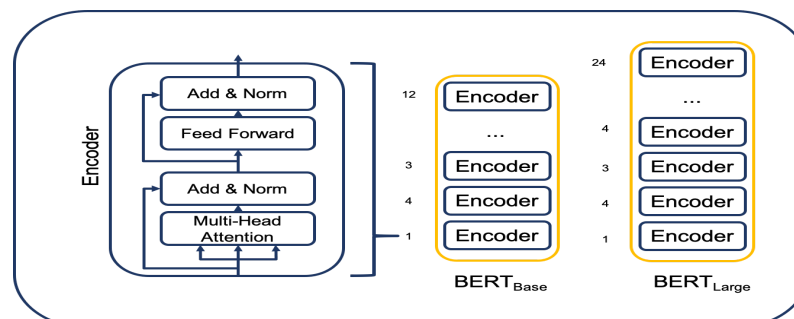 Encoder
Add & Norm
Feed Forward
Add & Norm
Multi-Head
Attention
12
Encoder
...
3
Encoder
4
Encoder
1
Encoder
BERTBase
24
Encoder
...
4
Encoder
3
Encoder
4
Encoder
1
Encoder
BERTLarge